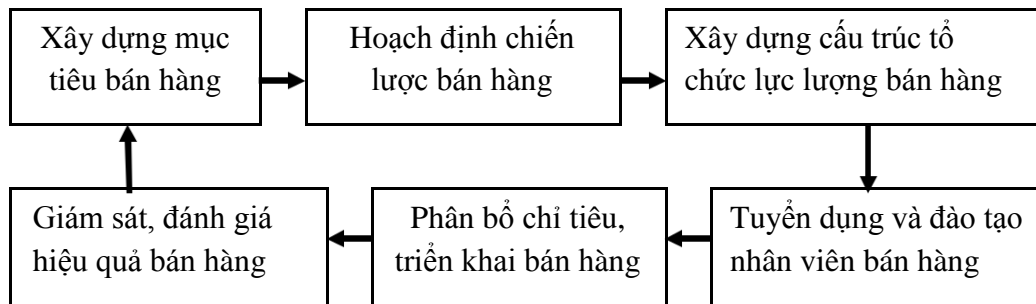 Xây dựng mục
tiêu bán hàng
Hoạch định chiến
lược bán hàng
Xây dựng cấu trúc tổ
chức lực lượng bán hàng
Tuyển dụng và đào tạo
nhân viên bán hàng
Phân bổ chỉ tiêu,
triển khai bán hàng
Giám sát, đánh giá
hiệu quả bán hàng